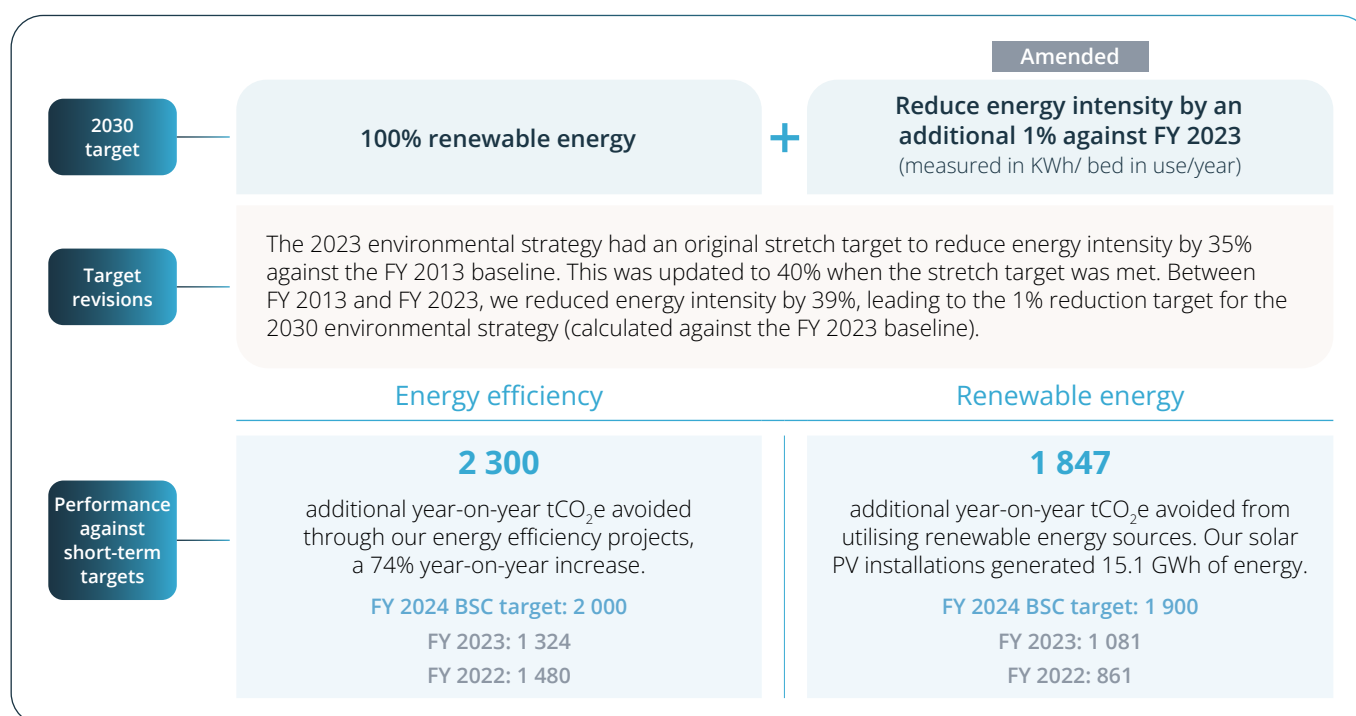 Amended
2030
target
100% renewable energy
+
Reduce energy intensity by an
additional 1% against FY 2023
(measured in KWh/ bed in use/year)
Target
revisions
The 2023 environmental strategy had an original stretch target to reduce energy intensity by 35%
against the FY 2013 baseline. This was updated to 40% when the stretch target was met. Between
FY 2013 and FY 2023, we reduced energy intensity by 39%, leading to the 1% reduction target for the
2030 environmental strategy (calculated against the FY 2023 baseline).
Energy efficiency
Renewable energy
Performance
against
short-term
targets
2 300
additional year-on-year tCO₂e avoided
through our energy efficiency projects,
a 74% year-on-year increase.
FY 2024 BSC target: 2 000
FY 2023: 1 324
FY 2022: 1 480
1 847
additional year-on-year tCO₂e avoided from
utilising renewable energy sources. Our solar
PV installations generated 15.1 GWh of energy.
FY 2024 BSC target: 1 900
FY 2023: 1 081
FY 2022: 861